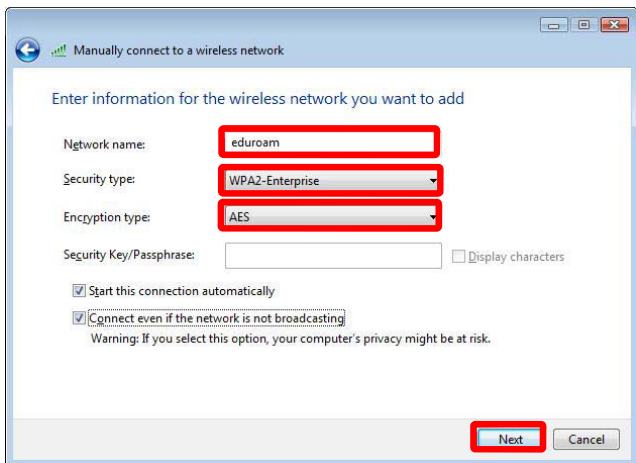 Manually connect to a wireless network
Enter information for the wireless network you want to add
Network name: eduroam
Security type: WPA2-Enterprise
Encryption type: AES
Security Key/Passphrase: Display characters
Start this connection automatically
Connect even if the network is not broadcasting
Warning: If you select this option, your computer's privacy might be at risk.
Next Cancel